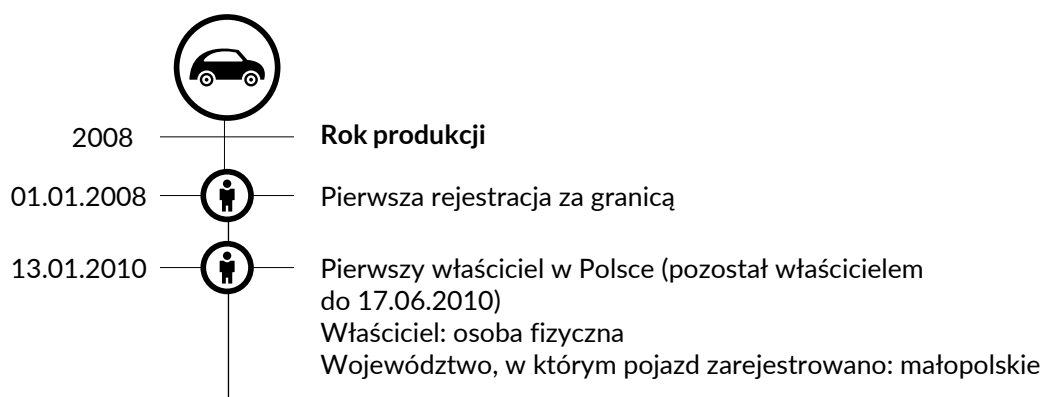 2008 Rok produkcji
01.01.2008 Pierwsza rejestracja za granicą
13.01.2010 Pierwszy właściciel w Polsce (pozostał właścicielem
do 17.06.2010)
Właściciel: osoba fizyczna
Województwo, w którym pojazd zarejestrowano: małopolskie